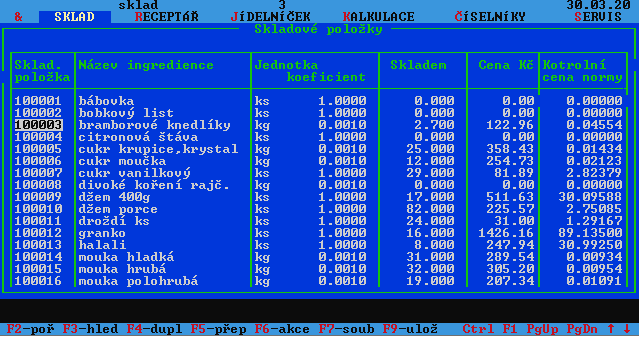 sklad 3 30.03.20
& SKLAD RECEPTÁŘ JÍDELNÍČEK KALKULACE ČÍSELNÍKY SERVIS
Skladové položky
Sklad. Název ingredience Jednotka Skladem Cena Kč Kotrolní
položka koeficient cena normy
100001 bábovka ks 1.0000 0.000 0.00 0.00000
100002 bobkový list ks 1.0000 0.000 0.00 0.00000
100003 bramborové knedlíky kg 0.0010 2.700 122.96 0.04554
100004 citronová štáva ks 1.0000 0.000 0.00 0.00000
100005 cukr krupice,krystal kg 0.0010 25.000 358.43 0.01434
100006 cukr moučka kg 0.0010 12.000 254.73 0.02123
100007 cukr vanilkový ks 1.0000 29.000 81.89 2.82379
100008 divoké koření rajč. kg 0.0010 0.000 0.00 0.00000
100009 džem 400g ks 1.0000 17.000 511.63 30.09588
100010 džem porce ks 1.0000 82.000 225.57 2.75085
100011 droždí ks ks 1.0000 24.000 31.00 1.29167
100012 granko ks 1.0000 16.000 1426.16 89.13500
100013 halali ks 1.0000 8.000 247.94 30.99250
100014 mouka hladká kg 0.0010 31.000 289.54 0.00934
100015 mouka hrubá kg 0.0010 32.000 305.20 0.00954
100016 mouka polohrubá kg 0.0010 19.000 207.34 0.01091
F2-poř F3-hled F4-dupl F5-přep F6-akce F7-soub F9-ulož Ctrl F1 PgUp PgDn ↑ ↓